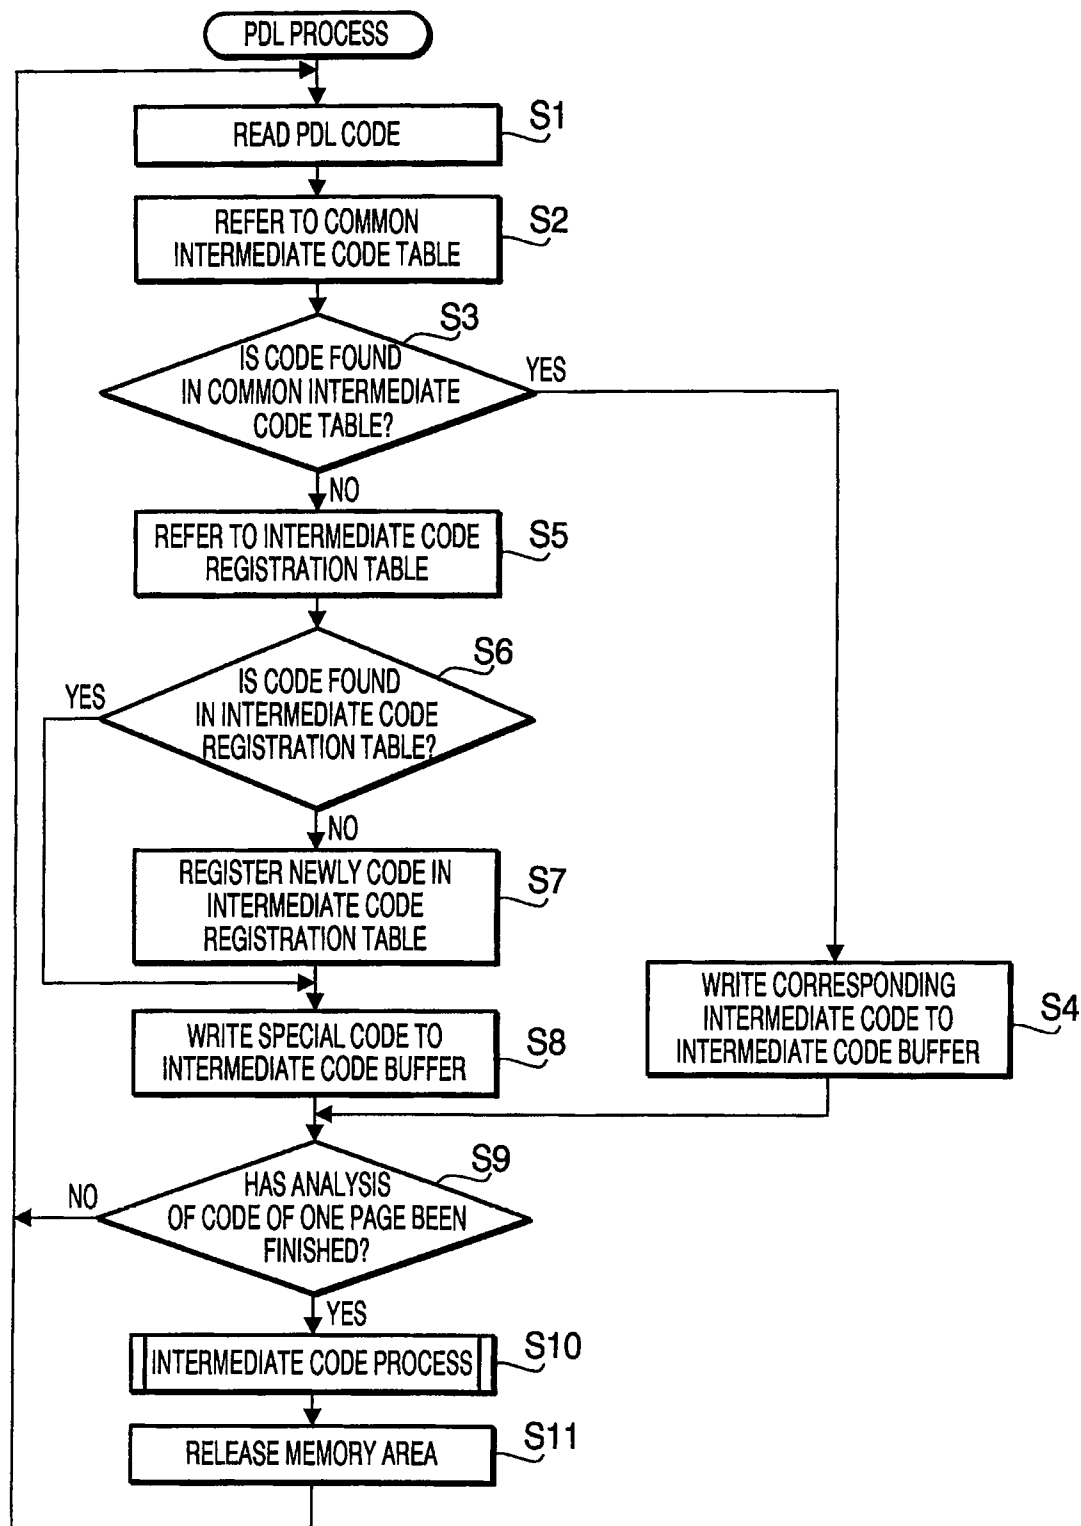 PDL PROCESS
READ PDL CODE
S1
REFER TO COMMON
INTERMEDIATE CODE TABLE
S2
S3
IS CODE FOUND
IN COMMON INTERMEDIATE
CODE TABLE?
YES
NO
REFER TO INTERMEDIATE CODE
REGISTRATION TABLE
S5
S6
IS CODE FOUND
IN INTERMEDIATE CODE
REGISTRATION TABLE?
YES
NO
REGISTER NEWLY CODE IN
INTERMEDIATE CODE
REGISTRATION TABLE
S7
WRITE CORRESPONDING
INTERMEDIATE CODE TO
INTERMEDIATE CODE BUFFER
S4
WRITE SPECIAL CODE TO
INTERMEDIATE CODE BUFFER
S8
S9
HAS ANALYSIS
OF CODE OF ONE PAGE BEEN
FINISHED?
NO
YES
INTERMEDIATE CODE PROCESS
S10
RELEASE MEMORY AREA
S11